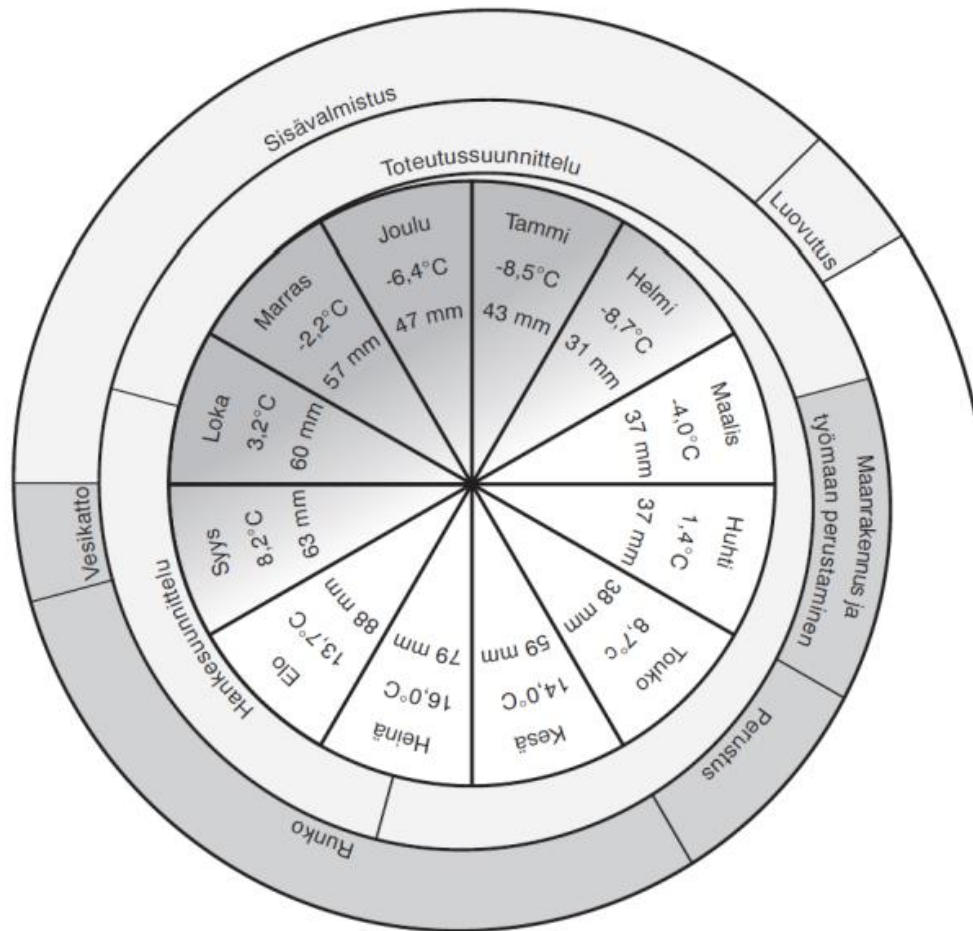 Sisävalmistus
Toteutussuunnittelu
Luovutus
Joulu
-6,4°C
47 mm
Tammi
-8,5°C
43 mm
Helmi
-8,7°C
31 mm
Maalis
-4,0°C
37 mm
Huhti
1,4°C
37 mm
Touko
8,7°c
38 mm
Kesä
14,0°C
59 mm
Heinä
16,0°C
79 mm
Elo
13,7°C
88 mm
Syys
8,2°C
63 mm
Loka
3,2°C
60 mm
Marras
-2,2°C
57 mm
Maanrakennus ja
työmaan perustaminen
Perustus
Runko
Vesikatto
Hankesuunnittelu